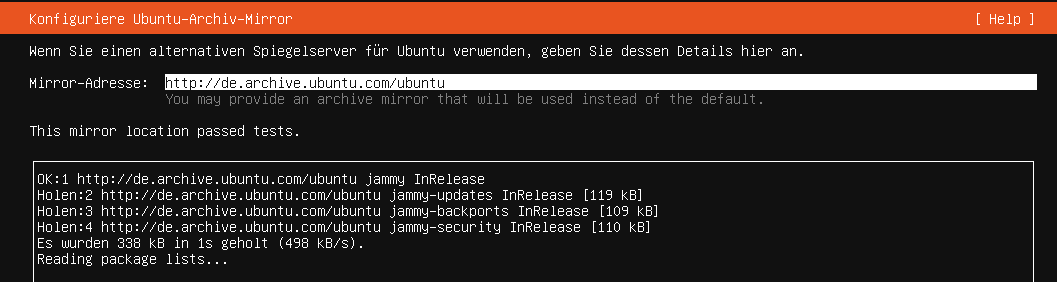 Konfiguriere Ubuntu-Archiv-Mirror [ Help ]
Wenn Sie einen alternativen Spiegelserver für Ubuntu verwenden, geben Sie dessen Details hier an.
Mirror-Adresse: http://de.archive.ubuntu.com/ubuntu
You may provide an archive mirror that will be used instead of the default.
This mirror location passed tests.
OK:1 http://de.archive.ubuntu.com/ubuntu jammy InRelease
Holen:2 http://de.archive.ubuntu.com/ubuntu jammy-updates InRelease [119 kB]
Holen:3 http://de.archive.ubuntu.com/ubuntu jammy-backports InRelease [109 kB]
Holen:4 http://de.archive.ubuntu.com/ubuntu jammy-security InRelease [110 kB]
Es wurden 338 kB in 1s geholt (498 kB/s).
Reading package lists...